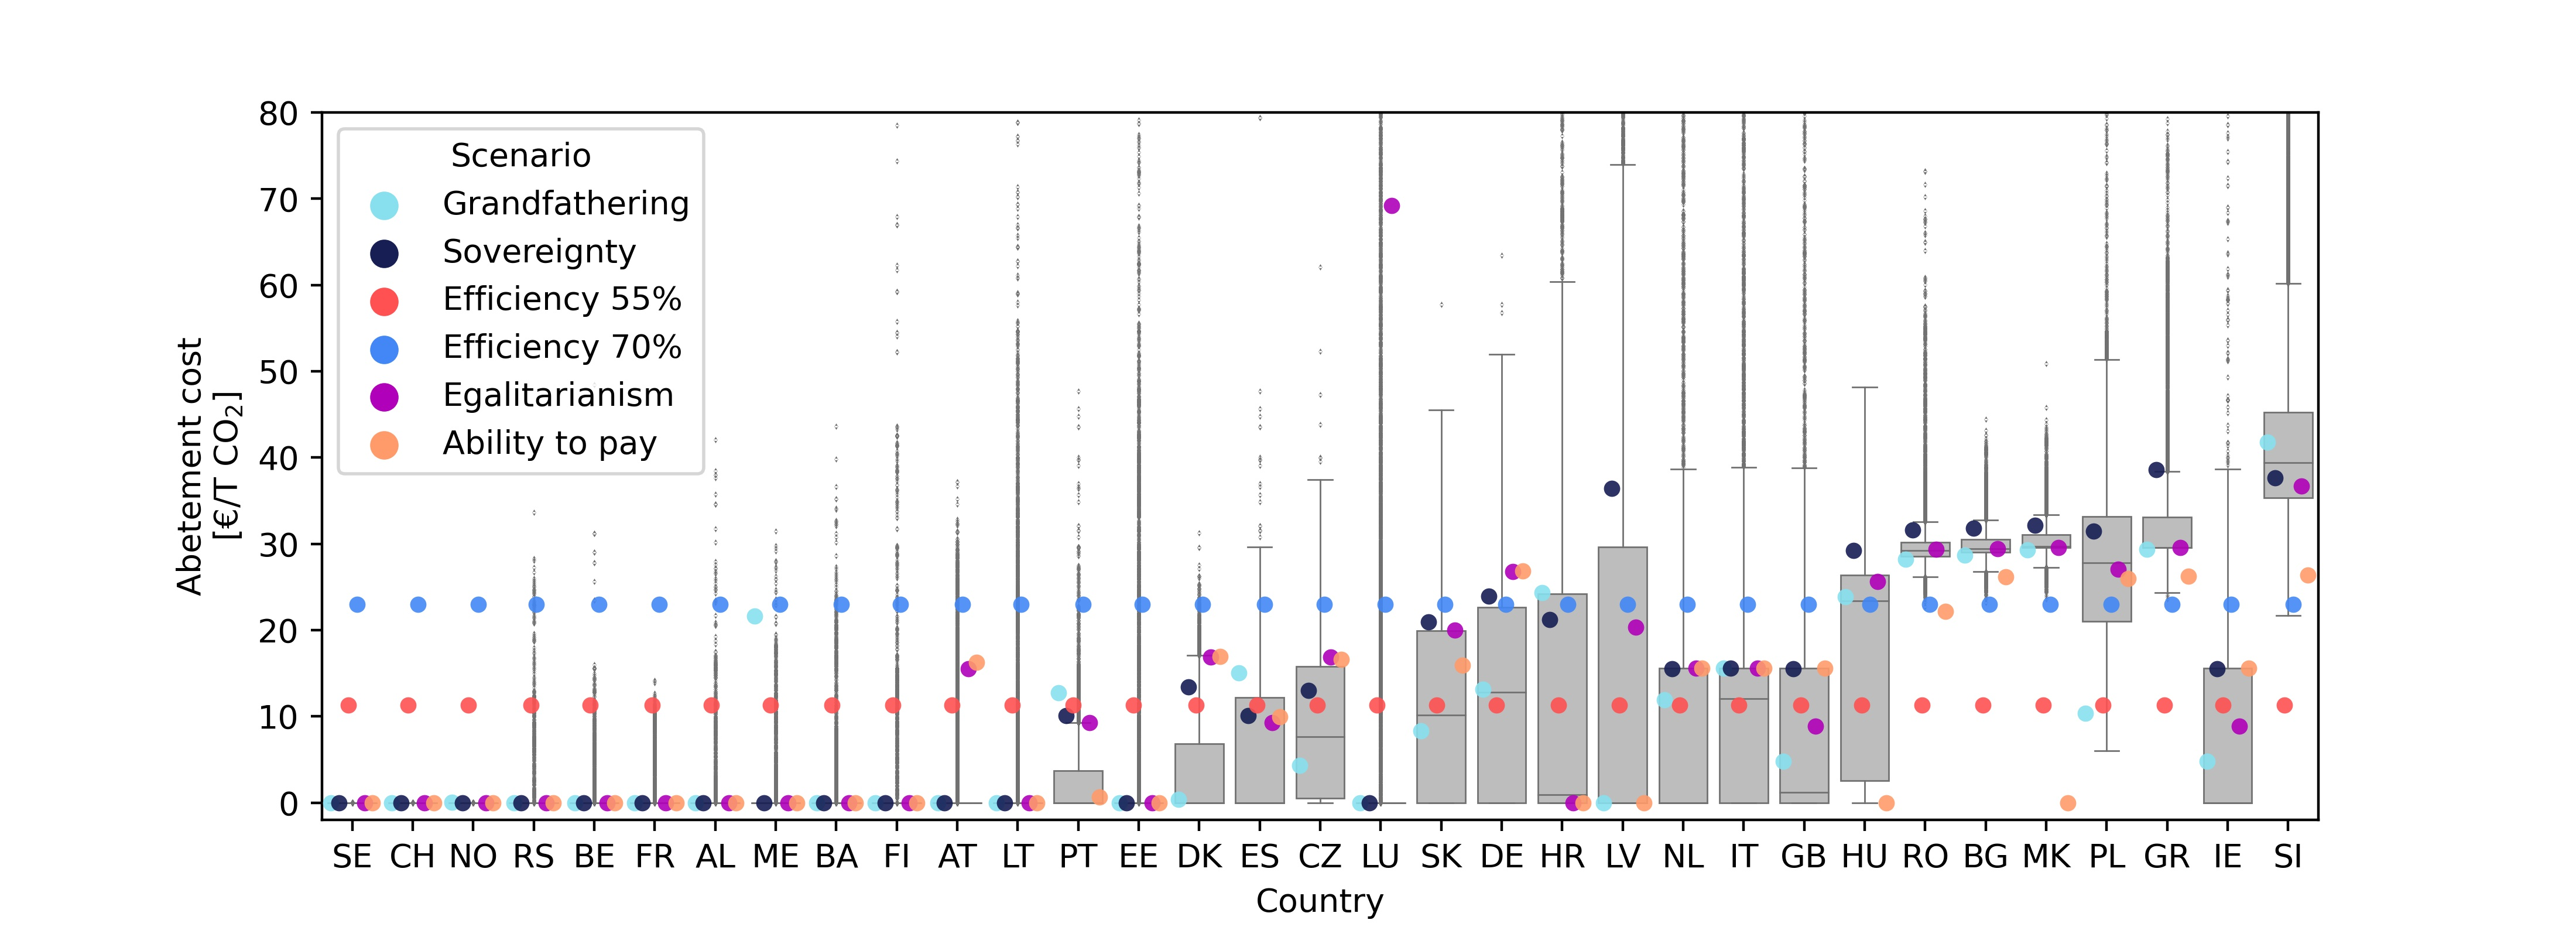 80
70
60
50
40
30
20
10
0
Abetement cost
[€/T CO₂]
Scenario
Grandfathering
Sovereignty
Efficiency 55%
Efficiency 70%
Egalitarianism
Ability to pay
SE CH NO RS BE FR AL ME BA FI AT LT PT EE DK ES CZ LU SK DE HR LV NL IT GB HU RO BG MK PL GR IE SI
Country